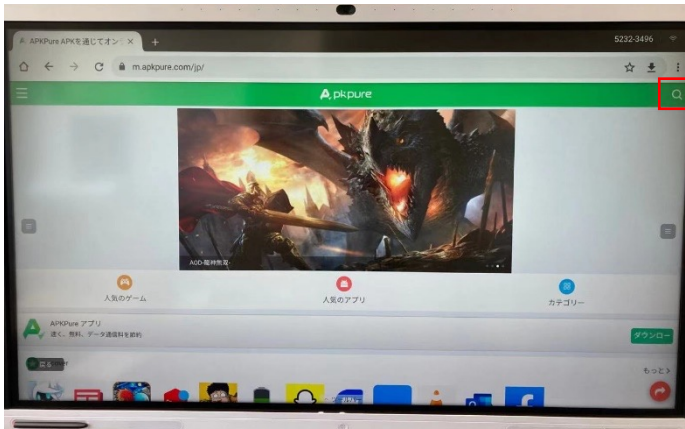 APKPure APKを通じてオン
5232-3496
m.apkpure.com/jp/
Apkpure
AOD-龍神無双-
人気のゲーム
人気のアプリ
カテゴリー
APKPure アプリ
速く、無料、データ通信料を節約
ダウンロー
戻る
もっと